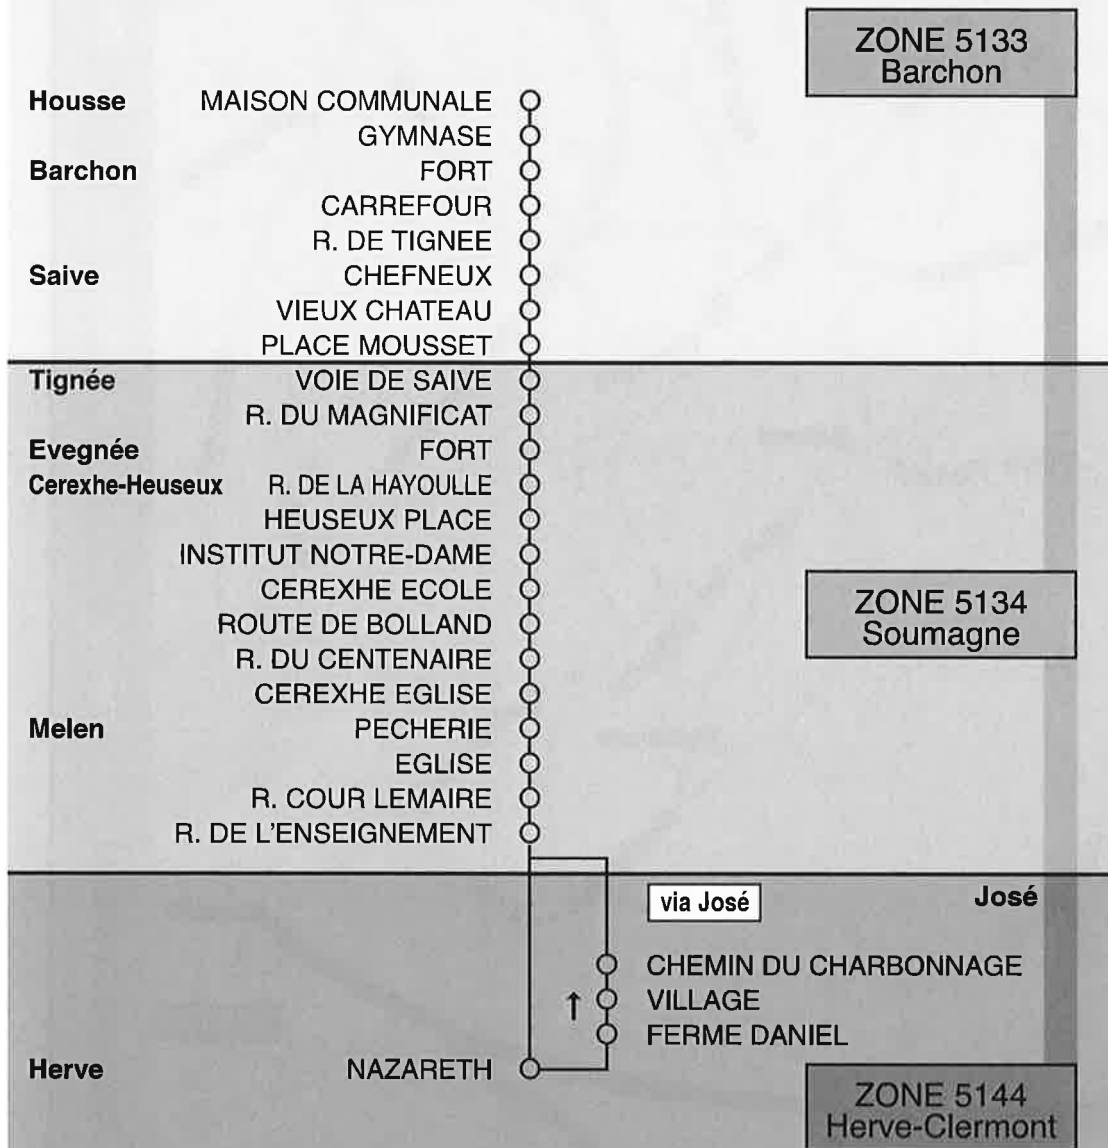 ZONE 5133
Barchon
Housse MAISON COMMUNALE
GYMNASE
Barchon FORT
CARREFOUR
R. DE TIGNEE
Saive CHEFNEUX
VIEUX CHATEAU
PLACE MOUSSET
Tignée VOIE DE SAIVE
R. DU MAGNIFICAT
Evegnée FORT
Cerexhe-Heuseux R. DE LA HAYOULLE
HEUSEUX PLACE
INSTITUT NOTRE-DAME
CEREXHE ECOLE
ZONE 5134
Soumagne
ROUTE DE BOLLAND
R. DU CENTENAIRE
CEREXHE EGLISE
Melen PECHERIE
EGLISE
R. COUR LEMAIRE
R. DE L'ENSEIGNEMENT
via José José
CHEMIN DU CHARBONNAGE
↑ VILLAGE
FERME DANIEL
Herve NAZARETH
ZONE 5144
Herve-Clermont